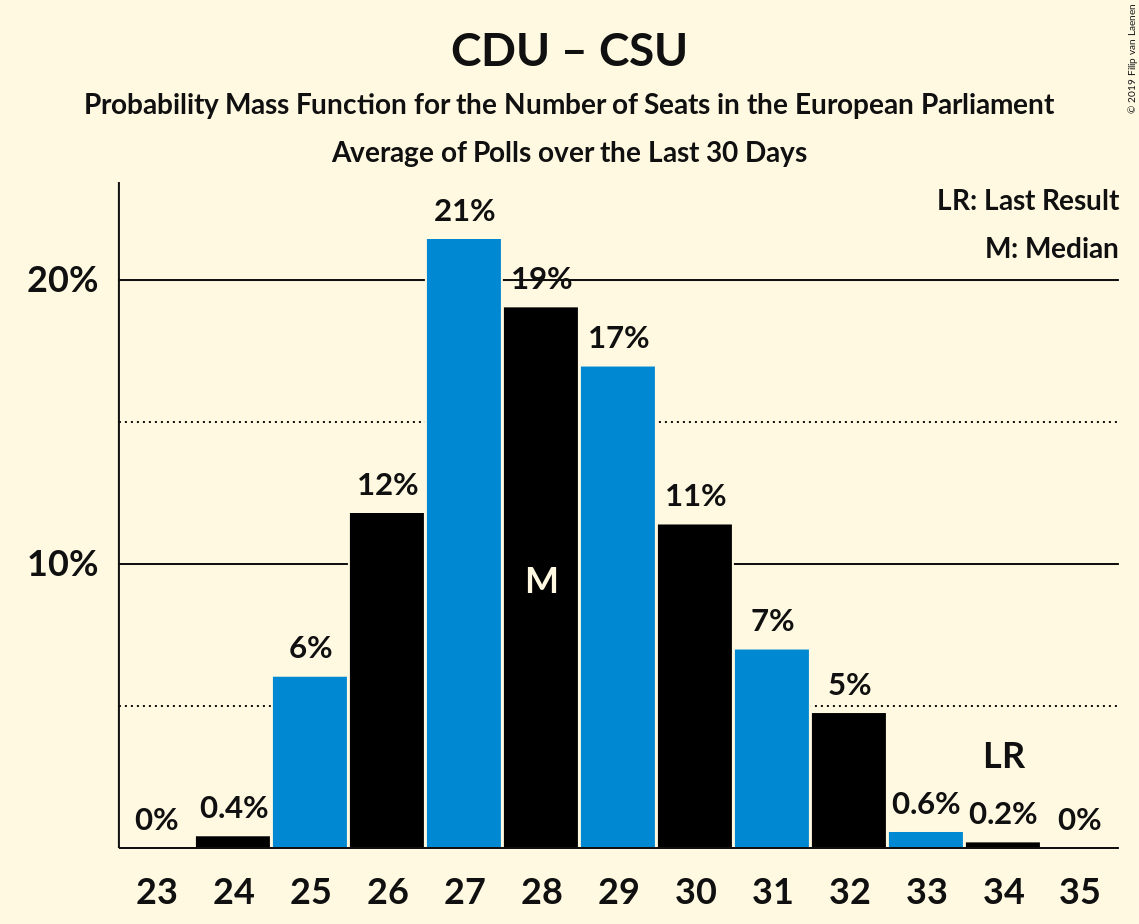 CDU – CSU
Probability Mass Function for the Number of Seats in the European Parliament
Average of Polls over the Last 30 Days
© 2019 Filip van Laenen
LR: Last Result
M: Median
20%
10%
0%
0.4%
6%
12%
21%
19%
17%
11%
7%
5%
0.6%
0.2%
0%
M
LR
23 24 25 26 27 28 29 30 31 32 33 34 35